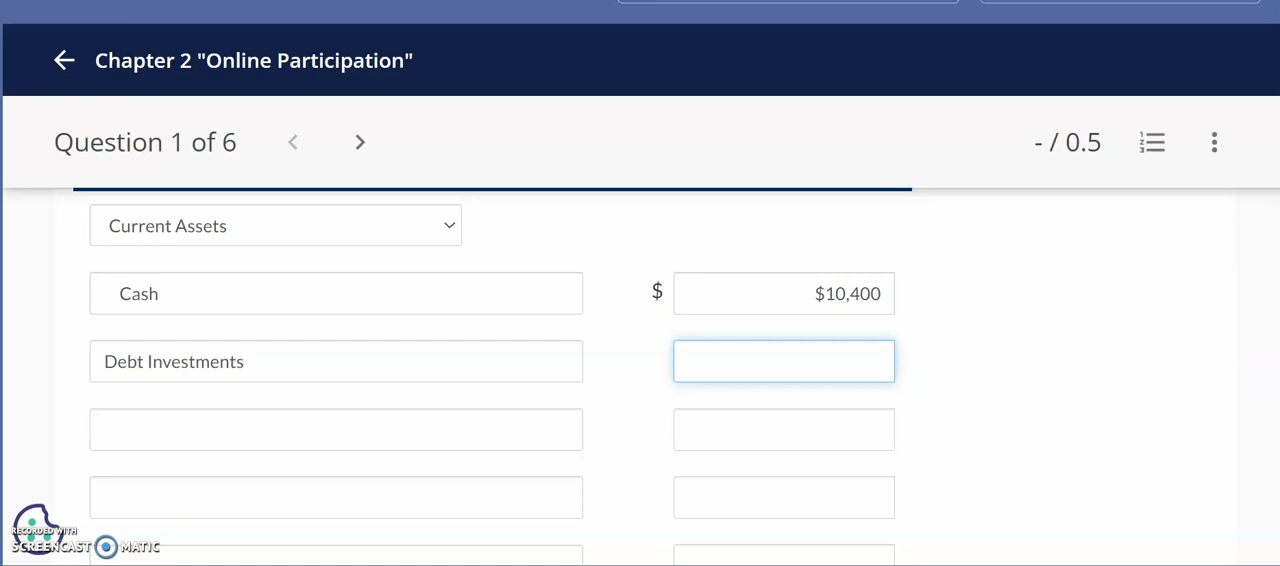 Chapter 2 "Online Participation"
Question 1 of 6
- / 0.5
Current Assets
Cash
$
$10,400
Debt Investments
RECORDED WITH
SCREENCAST MATIC